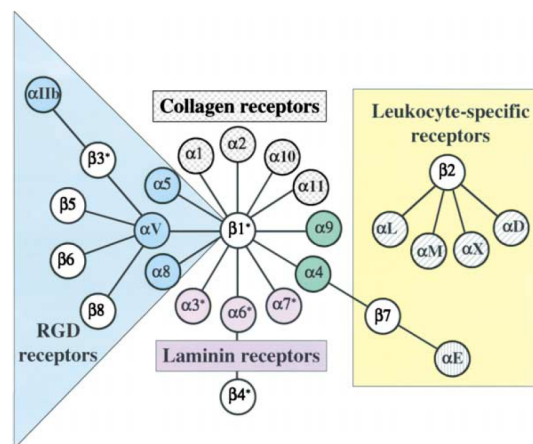 αIIb
Collagen receptors
Leukocyte-specific
receptors
β3*
α1
α2
α10
α5
α11
β2
β5
αV
β1*
α9
αL
αM
αX
αD
β6
α8
α4
β8
α3*
α6*
α7*
β7
RGD
receptors
Laminin receptors
αE
β4*